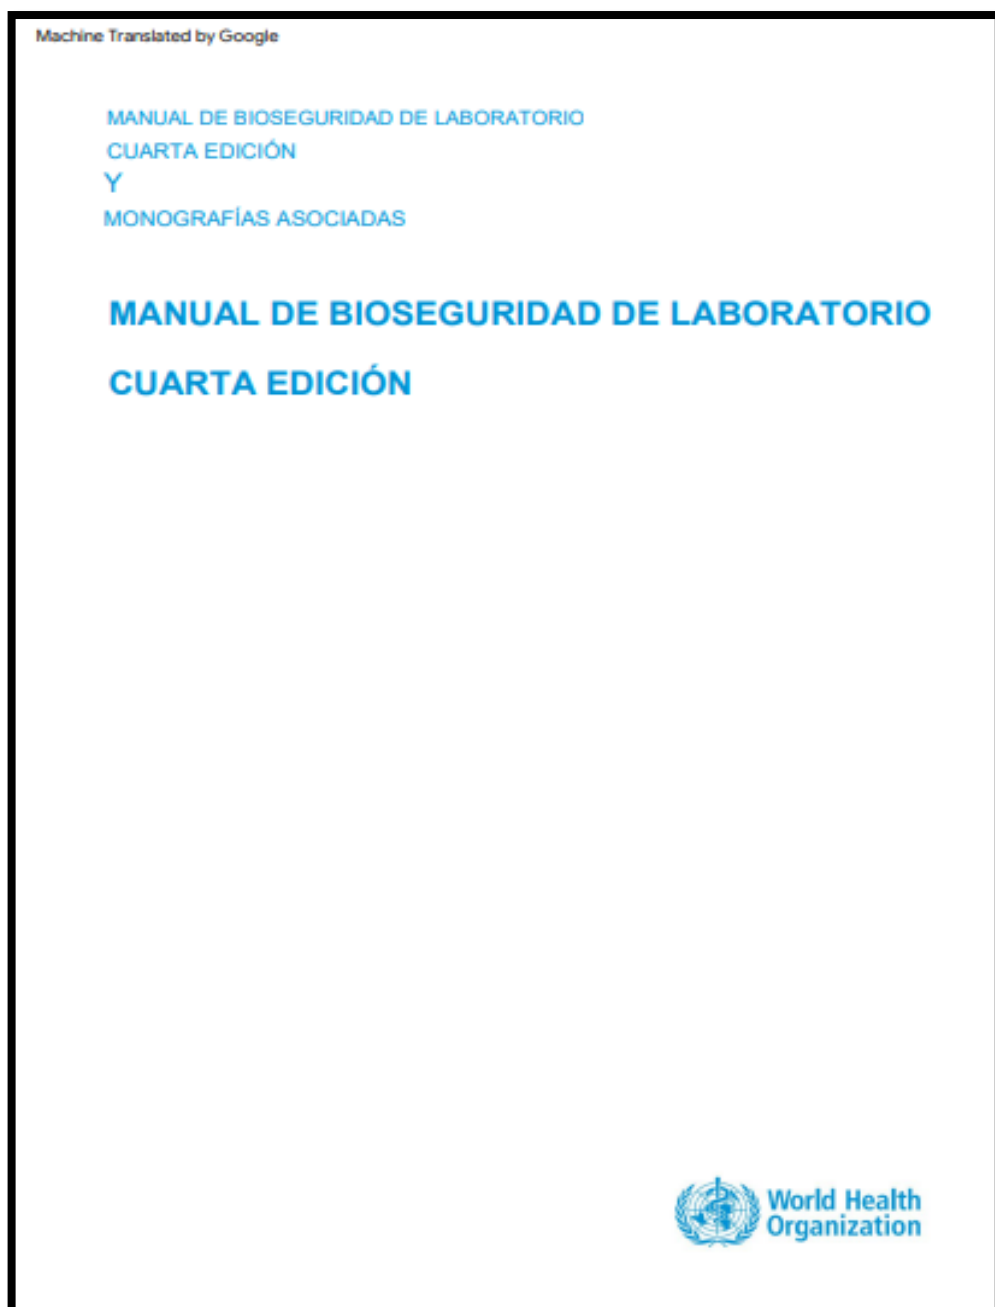 Machine Translated by Google
MANUAL DE BIOSEGURIDAD DE LABORATORIO
CUARTA EDICIÓN
Y
MONOGRAFÍAS ASOCIADAS
MANUAL DE BIOSEGURIDAD DE LABORATORIO
CUARTA EDICIÓN
World Health
Organization